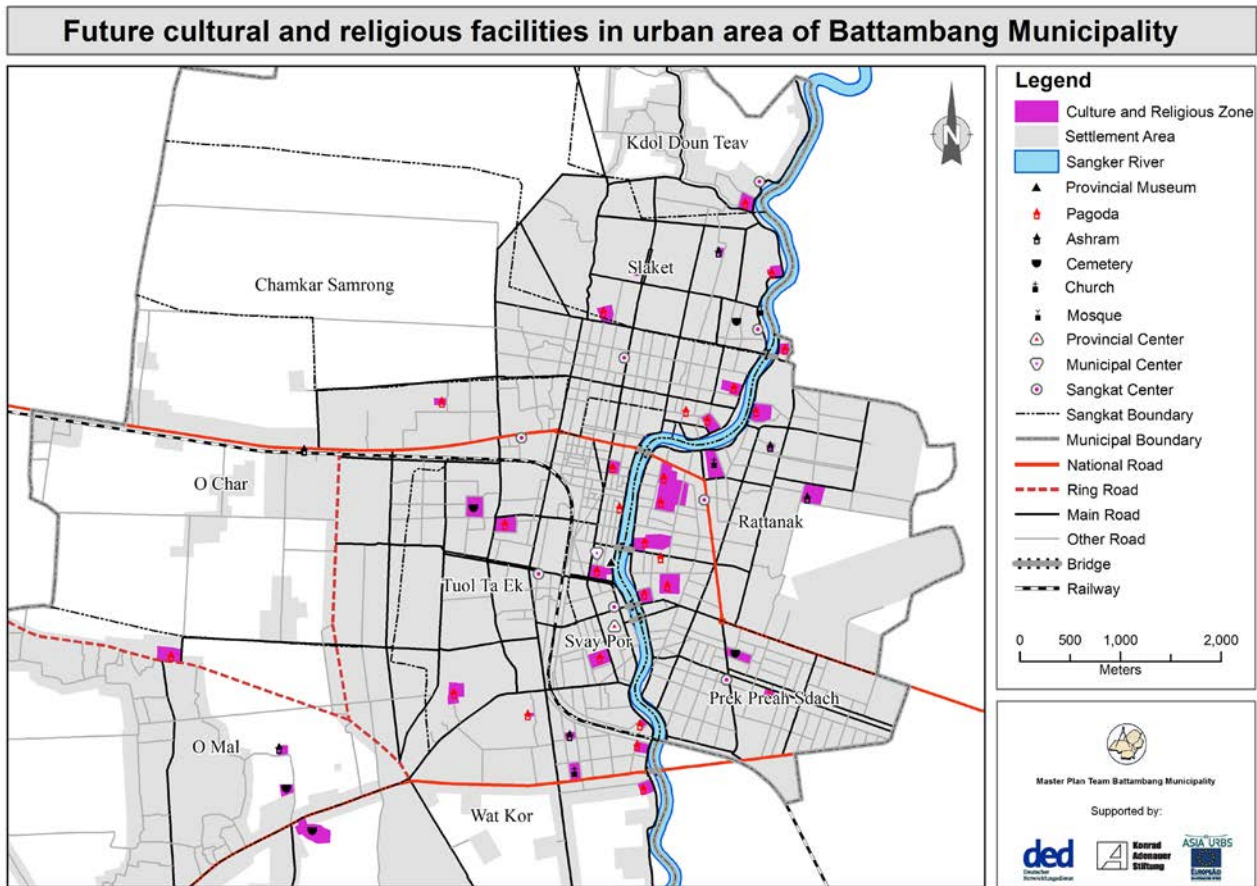 Future cultural and religious facilities in urban area of Battambang Municipality
Kdol Doun Teav
Slaket
Chamkar Samrong
O Char
Rattanak
Tuol Ta Ek
Svay Por
Prek Preah Sdach
O Mal
Wat Kor
N
Legend
Culture and Religious Zone
Settlement Area
Sangker River
Provincial Museum
Pagoda
Ashram
Cemetery
Church
Mosque
Provincial Center
Municipal Center
Sangkat Center
Sangkat Boundary
Municipal Boundary
National Road
Ring Road
Main Road
Other Road
Bridge
Railway
0 500 1,000 2,000
Meters
Master Plan Team Battambang Municipality
Supported by:
ded
Deutscher
Entwicklungsdienst
Konrad
Adenauer
Stiftung
ASIA URBS